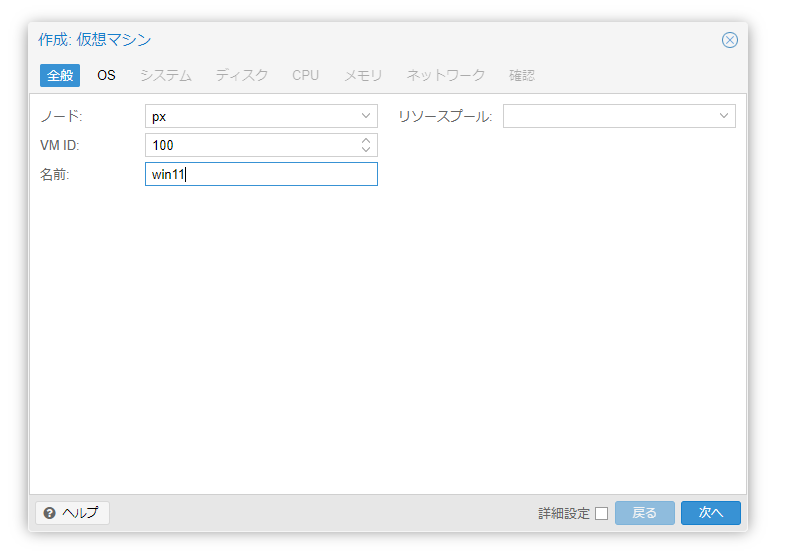 作成: 仮想マシン
全般 OS システム ディスク CPU メモリ ネットワーク 確認
ノード: px リソースプール:
VM ID: 100
名前: win11
ヘルプ 詳細設定 戻る 次へ